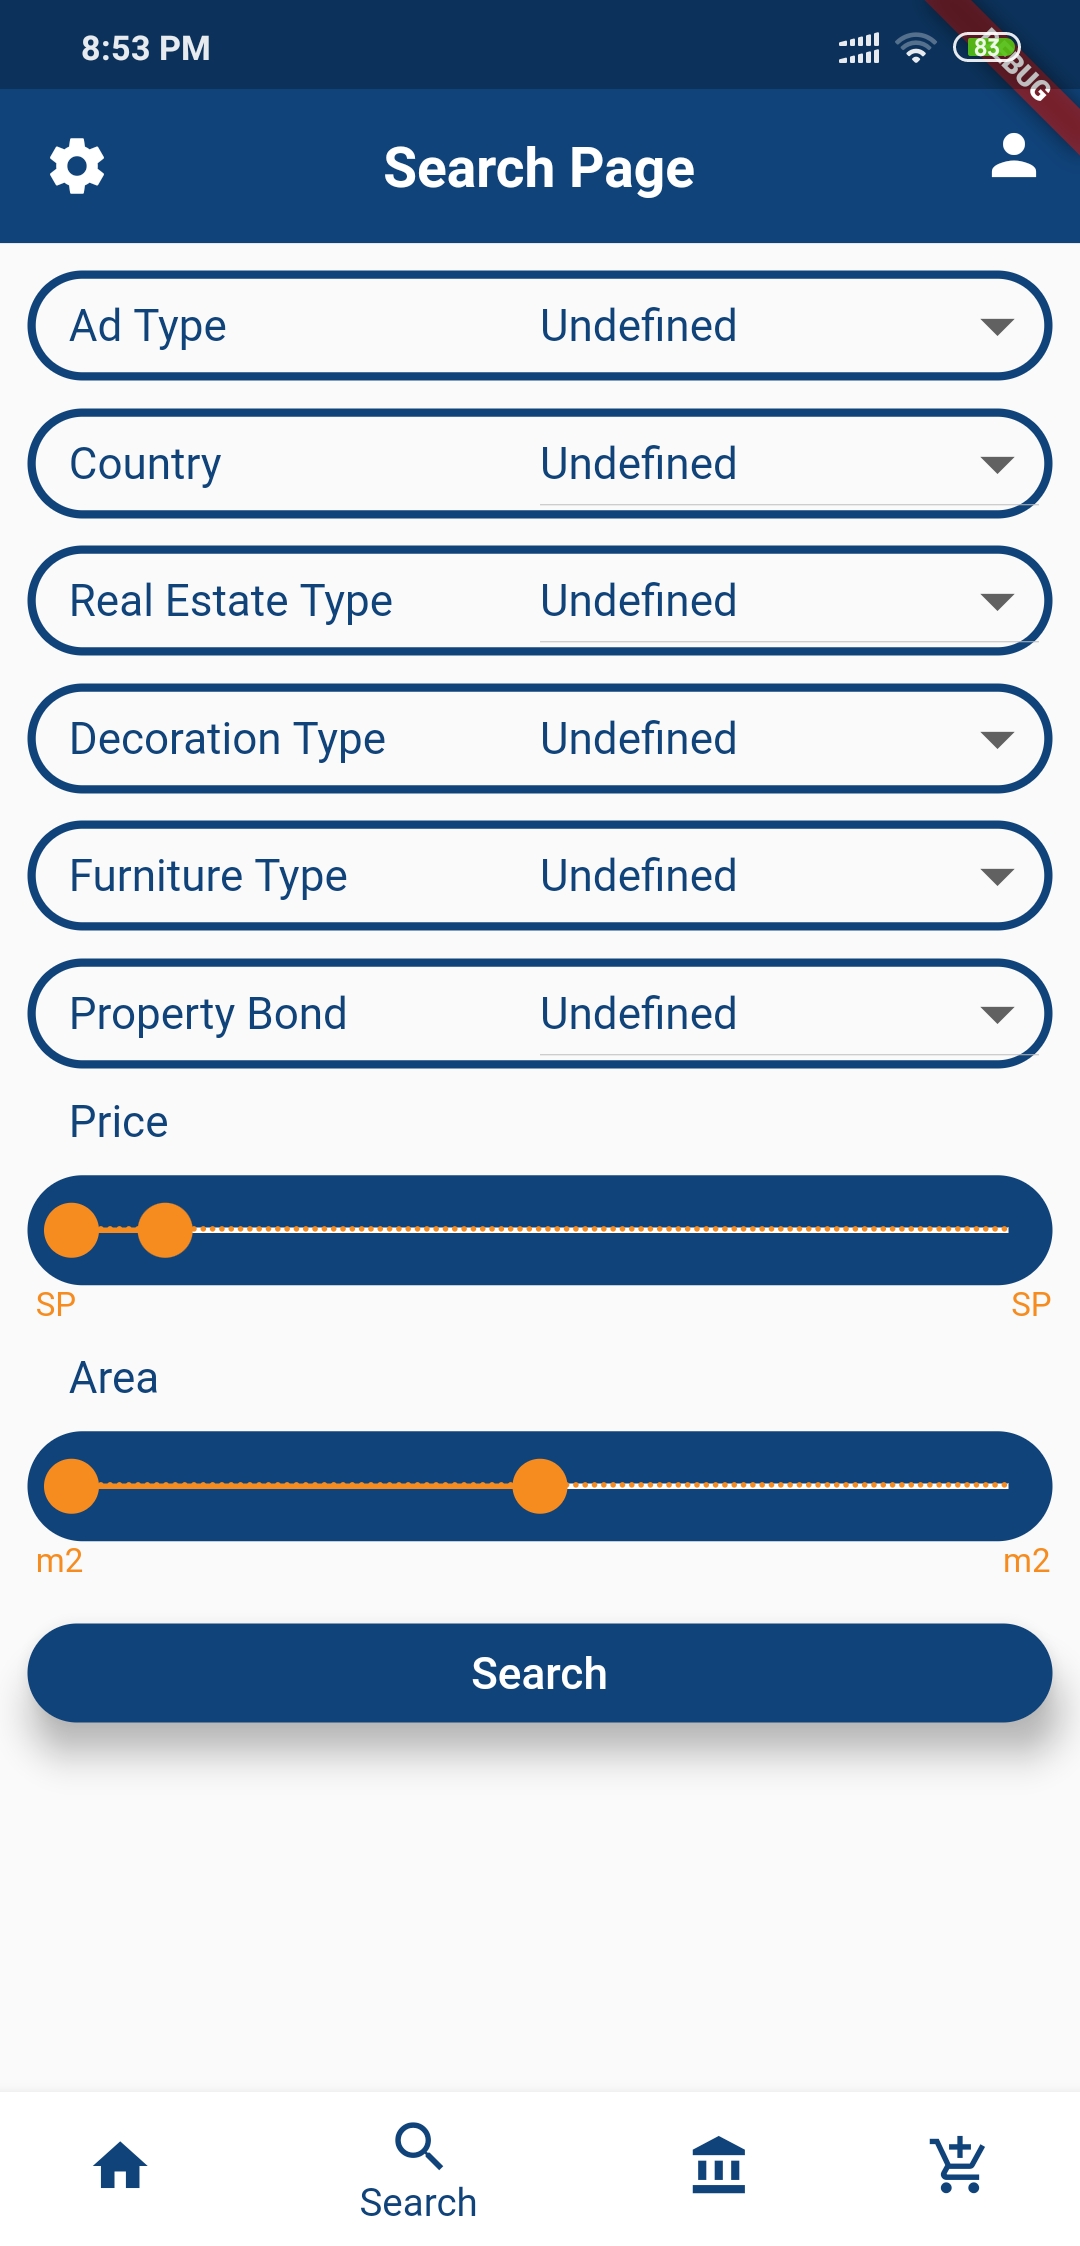 8:53 PM
83
DEBUG
Search Page
Ad Type Undefined
Country Undefined
Real Estate Type Undefined
Decoration Type Undefined
Furniture Type Undefined
Property Bond Undefined
Price
SP SP
Area
m2 m2
Search
Search